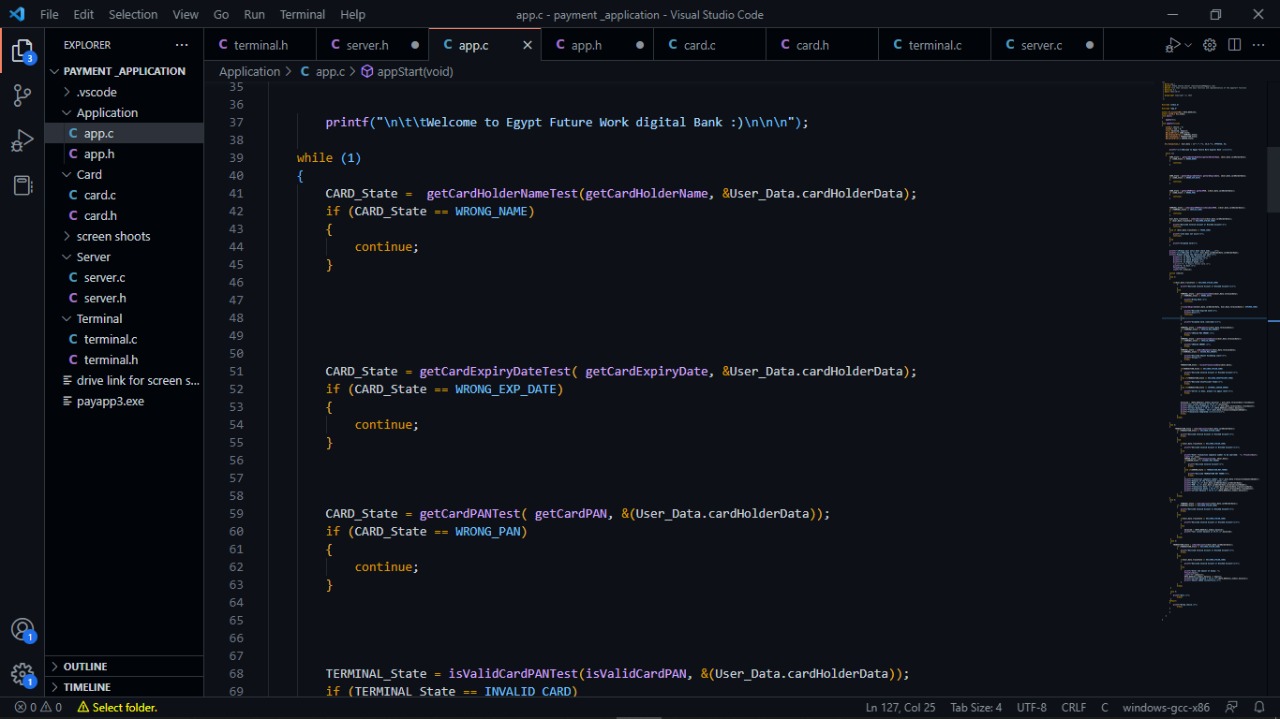 File Edit Selection View Go Run Terminal Help
app.c - payment _application - Visual Studio Code
EXPLORER
terminal.h
server.h
app.c
app.h
card.c
card.h
terminal.c
server.c
Application > app.c > appStart(void)
PAYMENT _APPLICATION
.vscode
Application
app.c
app.h
Card
card.c
card.h
screen shoots
Server
server.c
server.h
Terminal
terminal.c
terminal.h
drive link for screen s...
payapp3.exe
OUTLINE
TIMELINE
3
1
1
35
36
37 printf("\n\t\tWelcome to Egypt Future Work digital Bank :)\n\n\n");
38
39 while (1)
40 {
41 CARD_State =  getCardHolderNameTest(getCardHolderName, &User_Data.cardHolderData);
42 if (CARD_State == WRONG_NAME)
43 {
44 continue;
45 }
46
47
48
49
50
51 CARD_State = getCardExpiryDateTest( getCardExpiryDate, &User_Data.cardHolderData);
52 if (CARD_State == WRONG_EXP_DATE)
53 {
54 continue;
55 }
56
57
58
59 CARD_State = getCardPANTest( getCardPAN, &(User_Data.cardHolderData));
60 if (CARD_State == WRONG_PAN)
61 {
62 continue;
63 }
64
65
66
67
68 TERMINAL_State = isValidCardPANTest(isValidCardPAN, &(User_Data.cardHolderData));
69 if (TERMINAL_State == INVALID_CARD)
0 0 Select folder.
Ln 127, Col 25 Tab Size: 4 UTF-8 CRLF C windows-gcc-x86